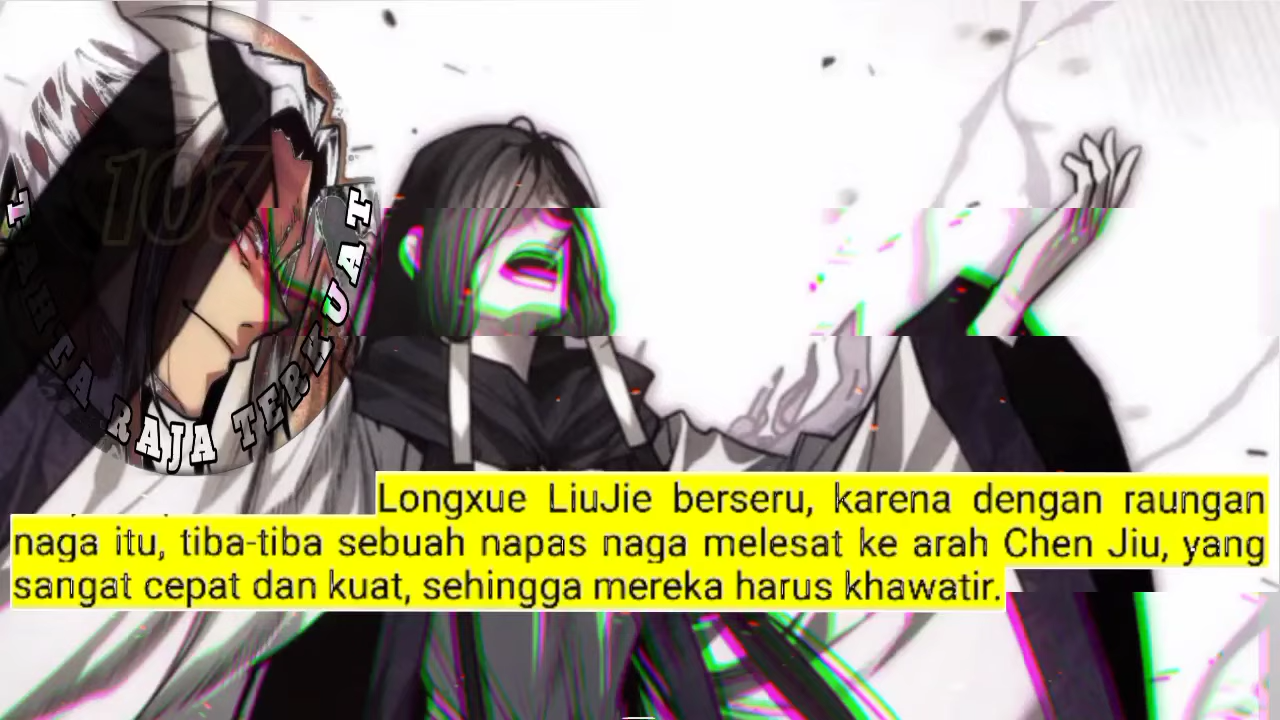 107
TAHTA RAJA TERKUAT
Longxue LiuJie berseru, karena dengan raungan
naga itu, tiba-tiba sebuah napas naga melesat ke arah Chen Jiu, yang
sangat cepat dan kuat, sehingga mereka harus khawatir.